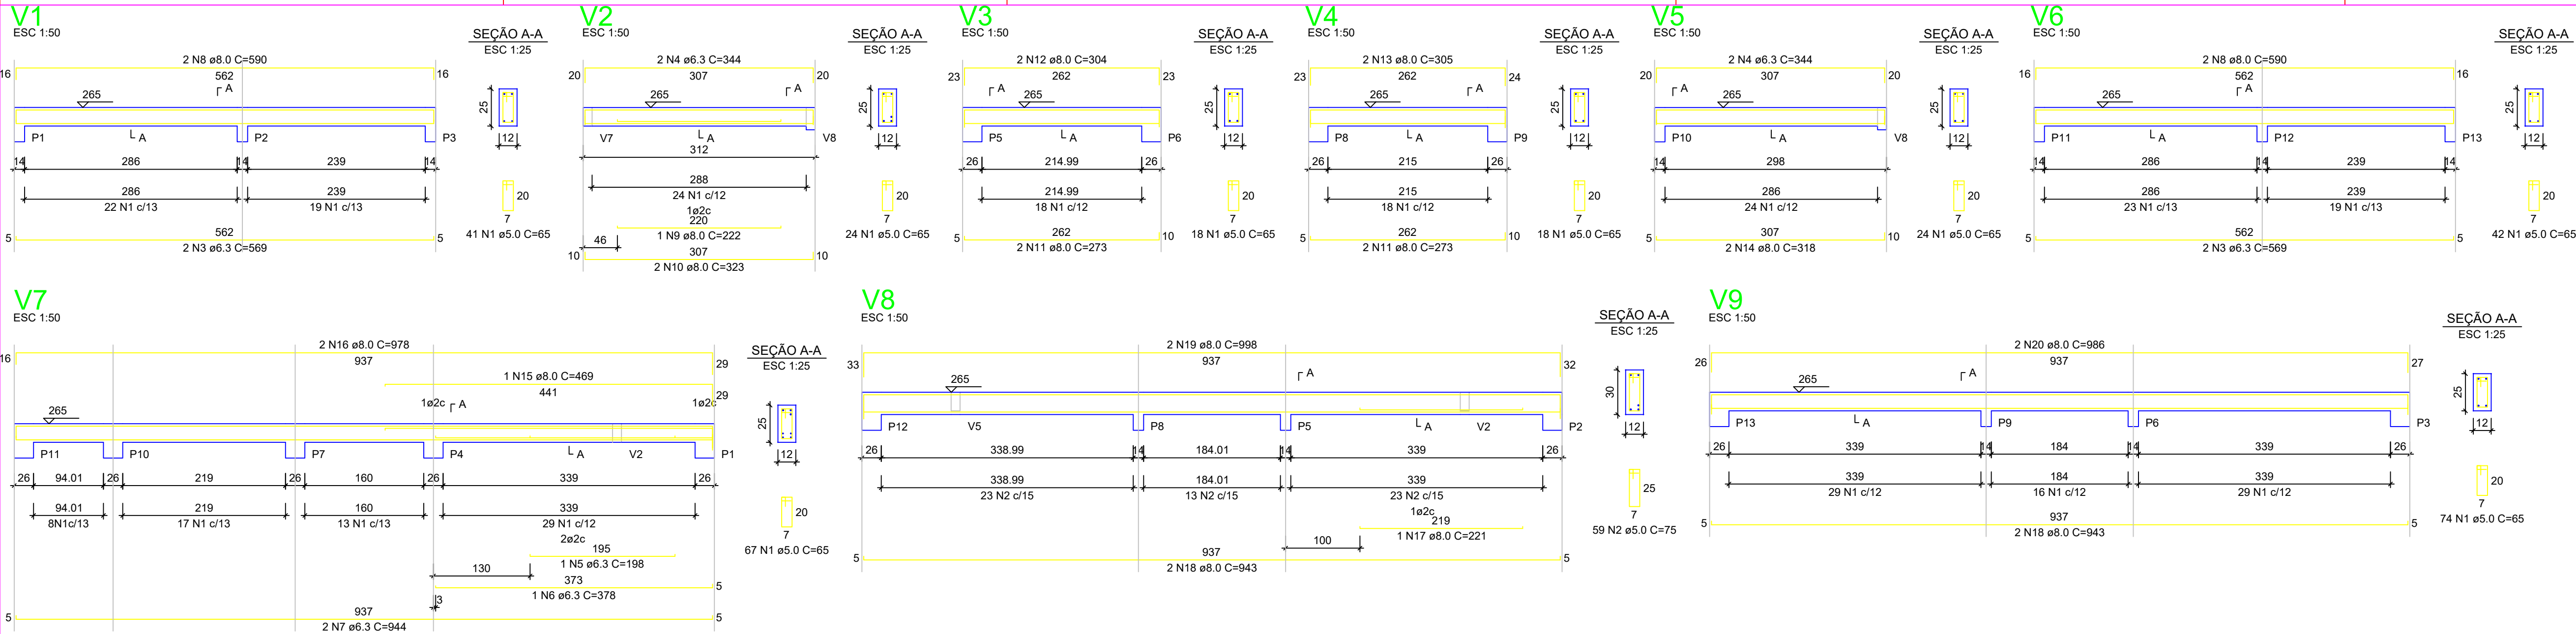 V1
ESC 1:50
2 N8 ø8.0 C=590
16 562 16
A
265
P1 A P2 P3
14 286 14 239 14
286 239
22 N1 c/13 19 N1 c/13
5 562 5
2 N3 ø6.3 C=569
SEÇÃO A-A
ESC 1:25
25
12
20
7
41 N1 ø5.0 C=65
V2
ESC 1:50
2 N4 ø6.3 C=344
20 307 20
A
265
V7 A V8
312
288
24 N1 c/12
1ø2c
220
1 N9 ø8.0 C=222
46
10 307 10
2 N10 ø8.0 C=323
SEÇÃO A-A
ESC 1:25
25
12
20
7
24 N1 ø5.0 C=65
V3
ESC 1:50
2 N12 ø8.0 C=304
23 262 23
A
265
P5 A P6
26 214.99 26
214.99
18 N1 c/12
5 262 10
2 N11 ø8.0 C=273
SEÇÃO A-A
ESC 1:25
25
12
20
7
18 N1 ø5.0 C=65
V4
ESC 1:50
2 N13 ø8.0 C=305
23 262 24
A
265
P8 A P9
26 215 26
215
18 N1 c/12
5 262 10
2 N11 ø8.0 C=273
SEÇÃO A-A
ESC 1:25
25
12
20
7
18 N1 ø5.0 C=65
V5
ESC 1:50
2 N4 ø6.3 C=344
20 307 20
A
265
P10 A V8
14 298
286
24 N1 c/12
5 307 10
2 N14 ø8.0 C=318
SEÇÃO A-A
ESC 1:25
25
12
20
7
24 N1 ø5.0 C=65
V6
ESC 1:50
2 N8 ø8.0 C=590
16 562 16
A
265
P11 A P12 P13
14 286 14 239 14
286 239
23 N1 c/13 19 N1 c/13
5 562 5
2 N3 ø6.3 C=569
SEÇÃO A-A
ESC 1:25
25
12
20
7
42 N1 ø5.0 C=65
V7
ESC 1:50
2 N16 ø8.0 C=978
16 937 29
1 N15 ø8.0 C=469
441 29
1ø2c A 1ø2c
265
P11 P10 P7 P4 A V2 P1
26 94.01 26 219 26 160 26 339 26
94.01 219 160 339
8N1c/13 17 N1 c/13 13 N1 c/13 29 N1 c/12
2ø2c
195
1 N5 ø6.3 C=198
130
373 5
1 N6 ø6.3 C=378
3
5 937 5
2 N7 ø6.3 C=944
SEÇÃO A-A
ESC 1:25
25
12
20
7
67 N1 ø5.0 C=65
V8
ESC 1:50
2 N19 ø8.0 C=998
33 937 32
A
265
P12 V5 P8 P5 A V2 P2
26 338.99 14 184.01 14 339 26
338.99 184.01 339
23 N2 c/15 13 N2 c/15 23 N2 c/15
1ø2c
219
1 N17 ø8.0 C=221
100
5 937 5
2 N18 ø8.0 C=943
SEÇÃO A-A
ESC 1:25
30
12
25
7
59 N2 ø5.0 C=75
V9
ESC 1:50
2 N20 ø8.0 C=986
26 937 27
A
265
P13 A P9 P6 P3
26 339 14 184 14 339 26
339 184 339
29 N1 c/12 16 N1 c/12 29 N1 c/12
5 937 5
2 N18 ø8.0 C=943
SEÇÃO A-A
ESC 1:25
25
12
20
7
74 N1 ø5.0 C=65